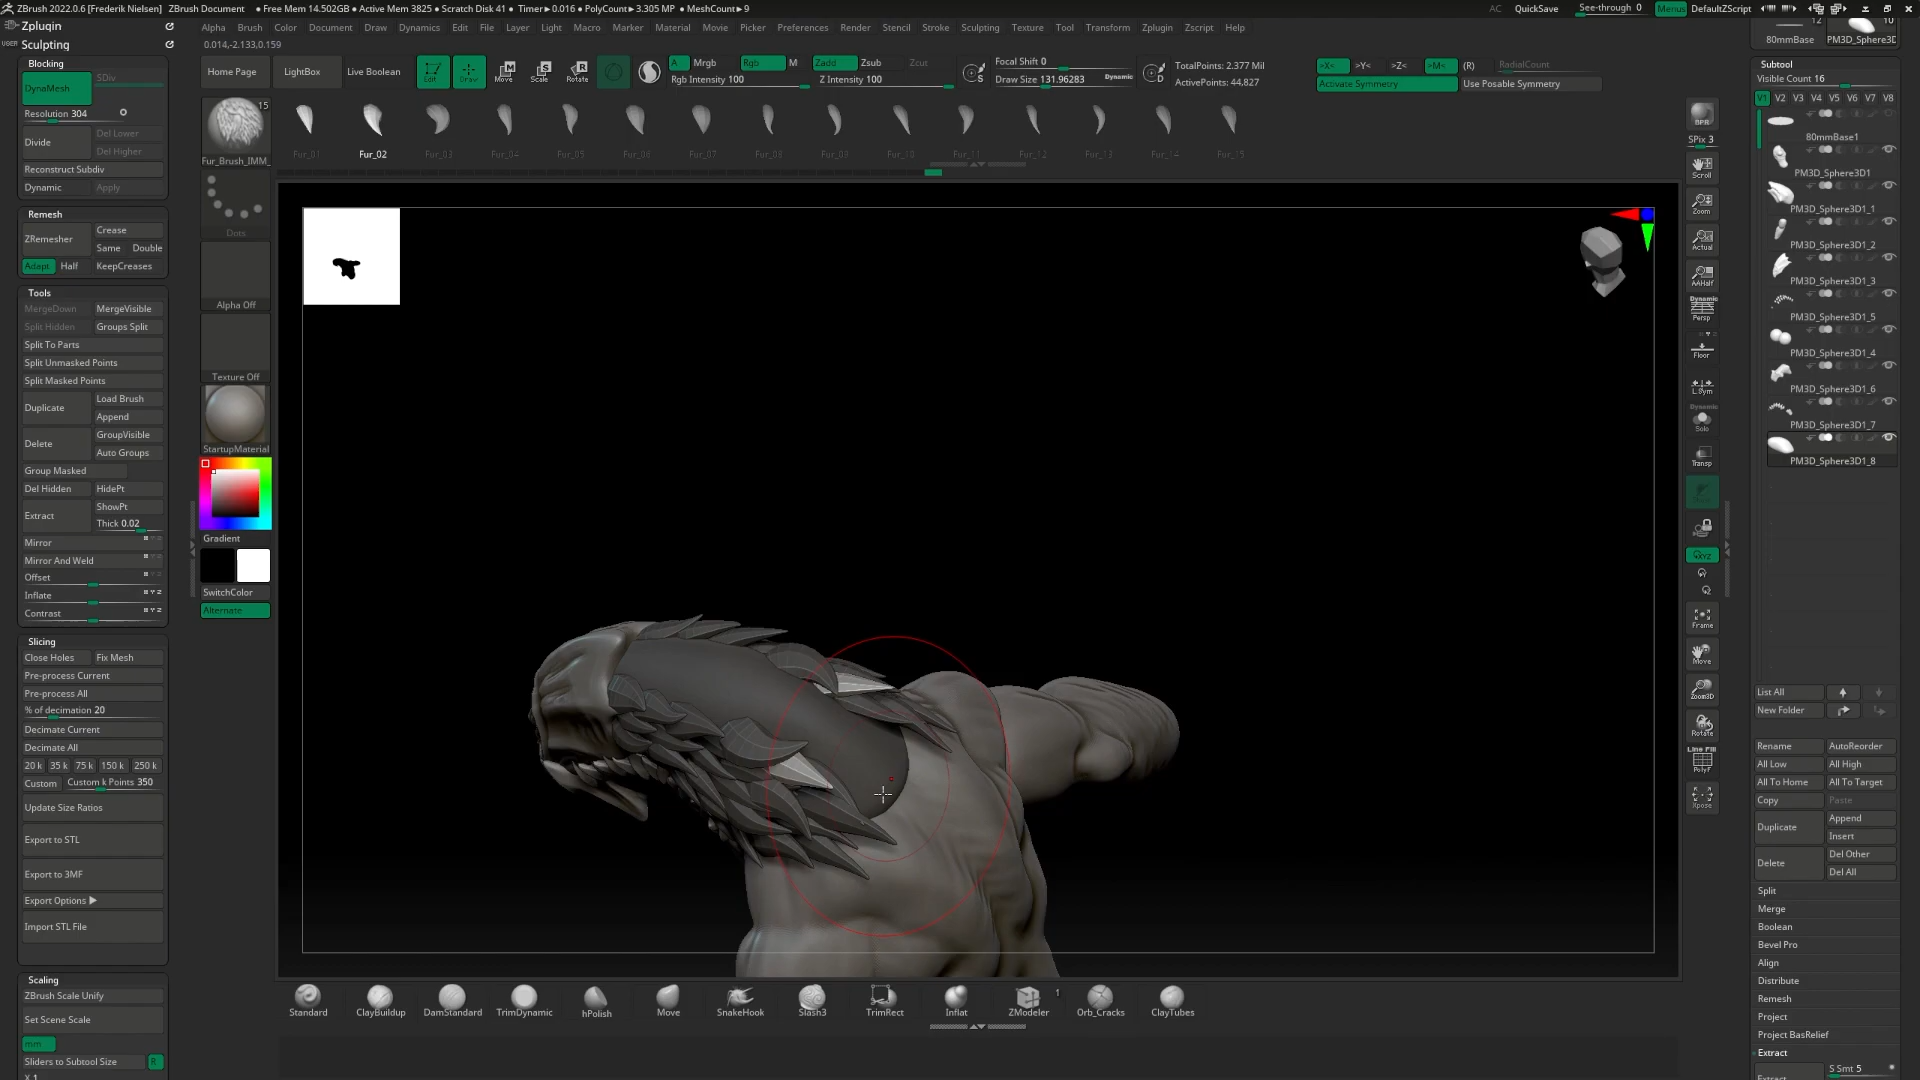 ZBrush 2022.0.6 [Frederik Nielsen] ZBrush Document ● Free Mem 14.502GB ● Active Mem 3825 ● Scratch Disk 41 ● Timer▶0.016 ● PolyCount▶3.305 MP ● MeshCount▶9
AC QuickSave See-through 0 Menus DefaultZScript
Zplugin
Sculpting
Alpha Brush Color Document Draw Dynamics Edit File Layer Light Macro Marker Material Movie Picker Preferences Render Stencil Stroke Sculpting Texture Tool Transform Zplugin Zscript Help
0.014,-2.133,0.159
Home Page LightBox Live Boolean
Edit Draw Move Scale Rotate
A Mrgb Rgb M Zadd Zsub Zcut
Rgb Intensity 100 Z Intensity 100
Focal Shift 0
Draw Size 131.96283 Dynamic
TotalPoints: 2.377 Mil
ActivePoints: 44,827
>X< >Y< >Z< >M< (R) RadialCount
Activate Symmetry Use Posable Symmetry
15
Fur_Brush_IMM_
Fur_01 Fur_02 Fur_03 Fur_04 Fur_05 Fur_06 Fur_07 Fur_08 Fur_09 Fur_10 Fur_11 Fur_12 Fur_13 Fur_14 Fur_15
Blocking
DynaMesh SDiv
Resolution 304
Divide Del Lower
Del Higher
Reconstruct Subdiv
Dynamic Apply
Remesh
ZRemesher Crease
Same Double
Adapt Half KeepCreases
Tools
MergeDown MergeVisible
Split Hidden Groups Split
Split To Parts
Split Unmasked Points
Split Masked Points
Duplicate Load Brush
Append
Delete GroupVisible
Auto Groups
Group Masked
Del Hidden HidePt
Extract ShowPt
Thick 0.02
Mirror
Mirror And Weld
Offset
Inflate
Contrast
Slicing
Close Holes Fix Mesh
Pre-process Current
Pre-process All
% of decimation 20
Decimate Current
Decimate All
20 k 35 k 75 k 150 k 250 k
Custom Custom k Points 350
Update Size Ratios
Export to STL
Export to 3MF
Export Options ▶
Import STL File
Scaling
ZBrush Scale Unify
Set Scene Scale
mm
Sliders to Subtool Size R
X 1
Dots
Alpha Off
Texture Off
StartupMaterial
Gradient
SwitchColor
Alternate
Standard ClayBuildup DamStandard TrimDynamic hPolish Move SnakeHook Slash3 TrimRect Inflat ZModeler 1 Orb_Cracks ClayTubes
BPR
SPix 3
Scroll
Zoom
Actual
AAHalf
Dynamic
Persp
Floor
L.Sym
Dynamic
Solo
Transp
XYZ
Frame
Move
Zoom3D
Rotate
Line Fill
PolyF
Xpose
12 10
80mmBase PM3D_Sphere3D
Subtool
Visible Count 16
V1 V2 V3 V4 V5 V6 V7 V8
80mmBase1
PM3D_Sphere3D1
PM3D_Sphere3D1_1
PM3D_Sphere3D1_2
PM3D_Sphere3D1_3
PM3D_Sphere3D1_5
PM3D_Sphere3D1_4
PM3D_Sphere3D1_6
PM3D_Sphere3D1_7
PM3D_Sphere3D1_8
List All
New Folder
Rename AutoReorder
All Low All High
All To Home All To Target
Copy Paste
Duplicate Append
Insert
Delete Del Other
Del All
Split
Merge
Boolean
Bevel Pro
Align
Distribute
Remesh
Project
Project BasRelief
Extract
Extract S Smt 5